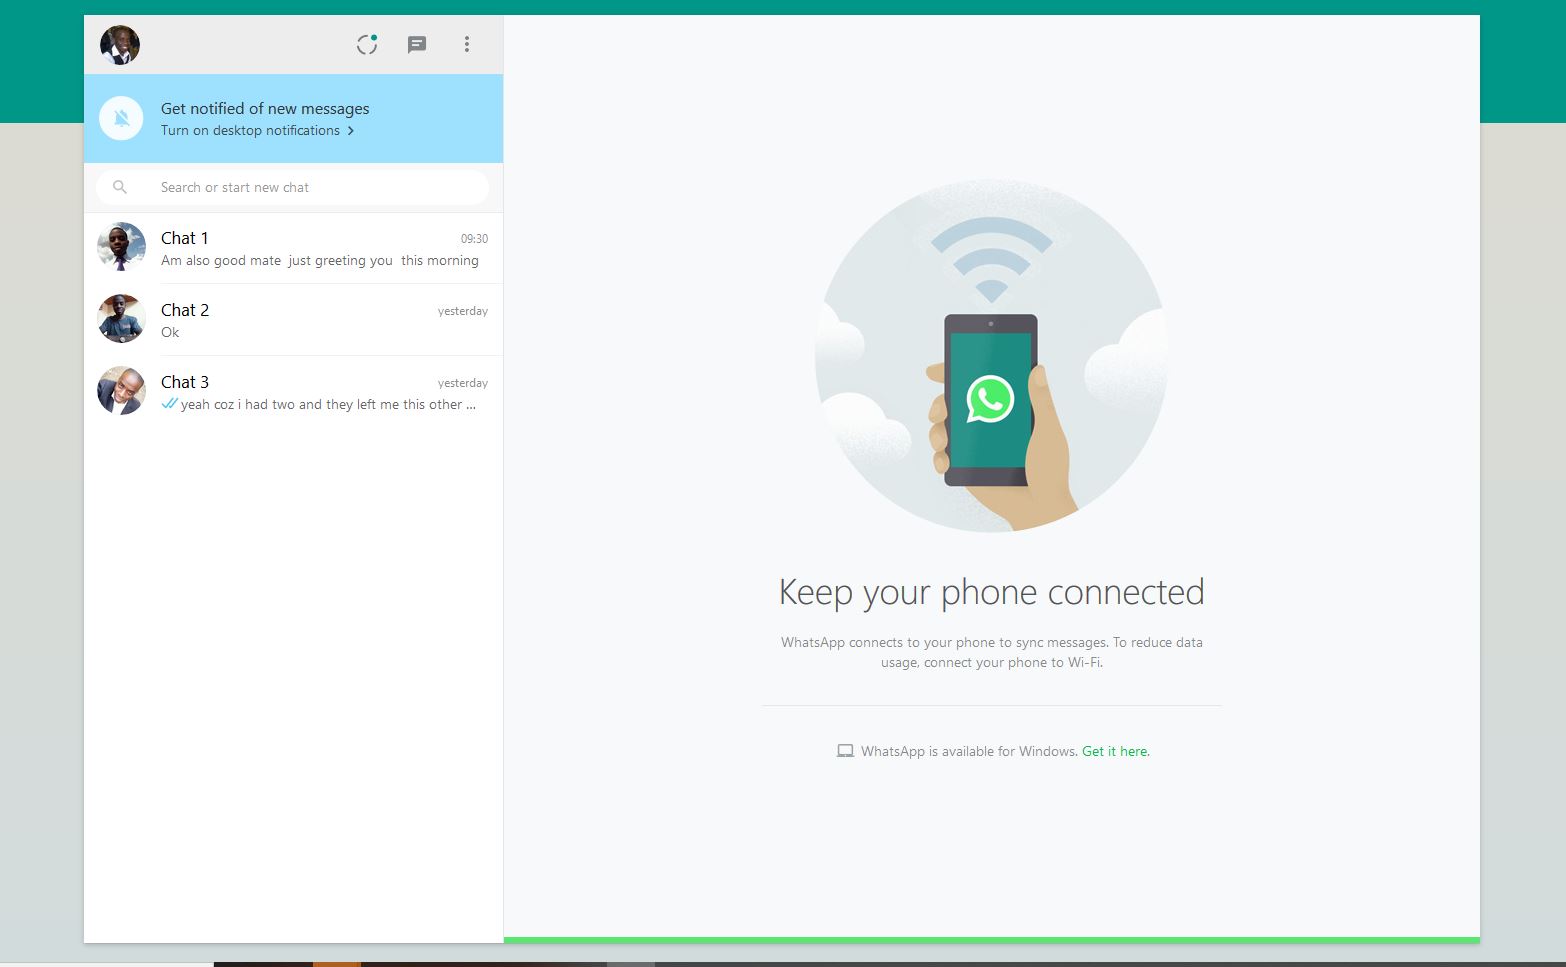 Get notified of new messages
Turn on desktop notifications >
Search or start new chat
Chat 1
09:30
Am also good mate  just greeting you  this morning
Chat 2
yesterday
Ok
Chat 3
yesterday
yeah coz i had two and they left me this other ...
Keep your phone connected
WhatsApp connects to your phone to sync messages. To reduce data
usage, connect your phone to Wi-Fi.
WhatsApp is available for Windows. Get it here.